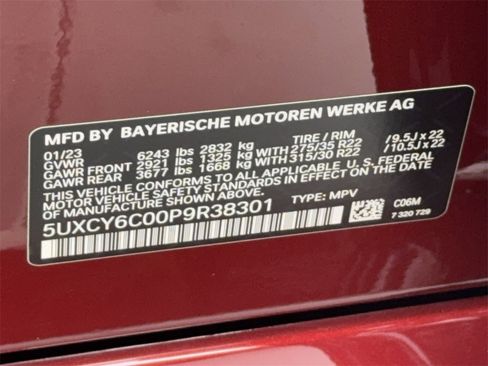 MFD BY BAYERISCHE MOTOREN WERKE AG
01/23 TIRE / RIM
GVWR 6243 lbs 2832 kg
GAWR FRONT 2921 lbs 1325 kg WITH 275/35 R22 / 9.5J x 22
GAWR REAR 3677 lbs 1668 kg WITH 315/30 R22 / 10.5J x 22
THIS VEHICLE CONFORMS TO ALL APPLICABLE U.S. FEDERAL
MOTOR VEHICLE SAFETY STANDARDS IN EFFECT ON THE DATE
OF MANUFACTURE SHOWN ABOVE.
5UXCY6C00P9R38301 TYPE: MPV C06M
7 320 729